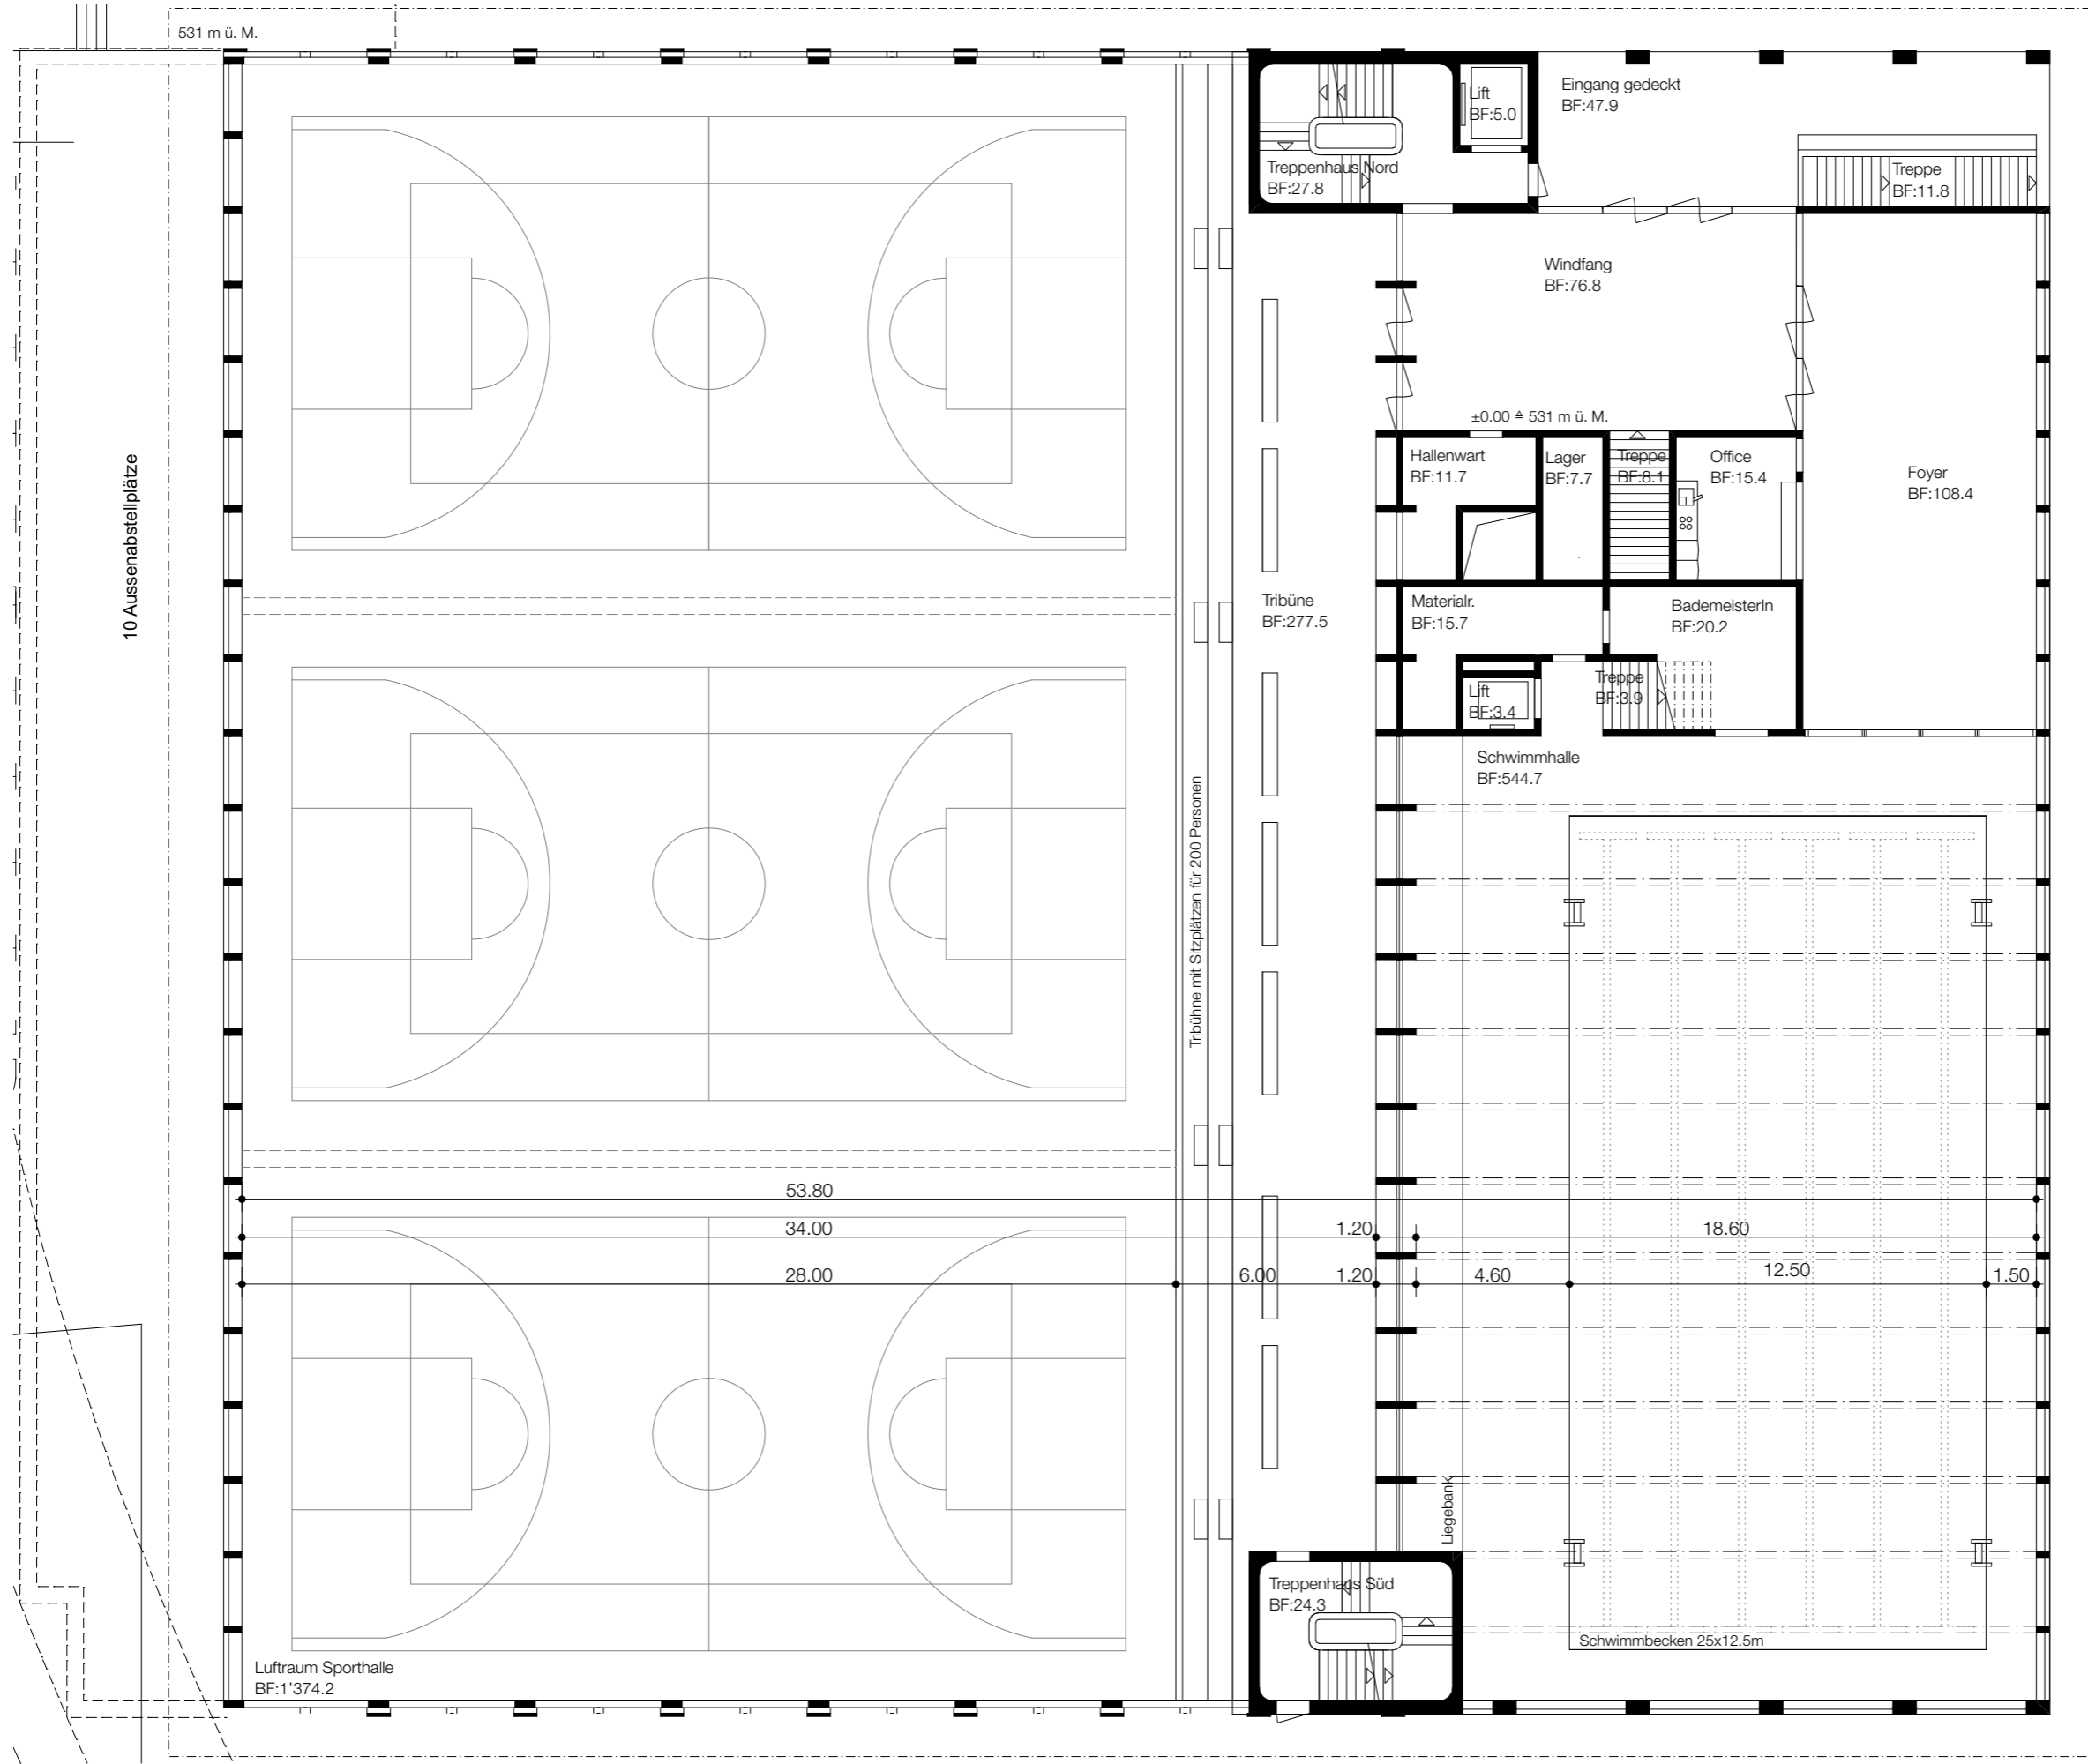 531 m ü. M.
Lift
BF:5.0
Eingang gedeckt
BF:47.9
Treppenhaus Nord
BF:27.8
Treppe
BF:11.8
Windfang
BF:76.8
±0.00 ≙ 531 m ü. M.
10 Aussenabstellplätze
Hallenwart
BF:11.7
Lager
BF:7.7
Treppe
BF:8.1
Office
BF:15.4
Foyer
BF:108.4
Tribüne
BF:277.5
Materialr.
BF:15.7
BademeisterIn
BF:20.2
Lift
BF:3.4
Treppe
BF:3.9
Schwimmhalle
BF:544.7
Tribühne mit Sitzplätzen für 200 Personen
53.80
34.00
1.20
18.60
28.00
6.00
1.20
4.60
12.50
1.50
Liegebank
Treppenhaus Süd
BF:24.3
Schwimmbecken 25x12.5m
Luftraum Sporthalle
BF:1'374.2